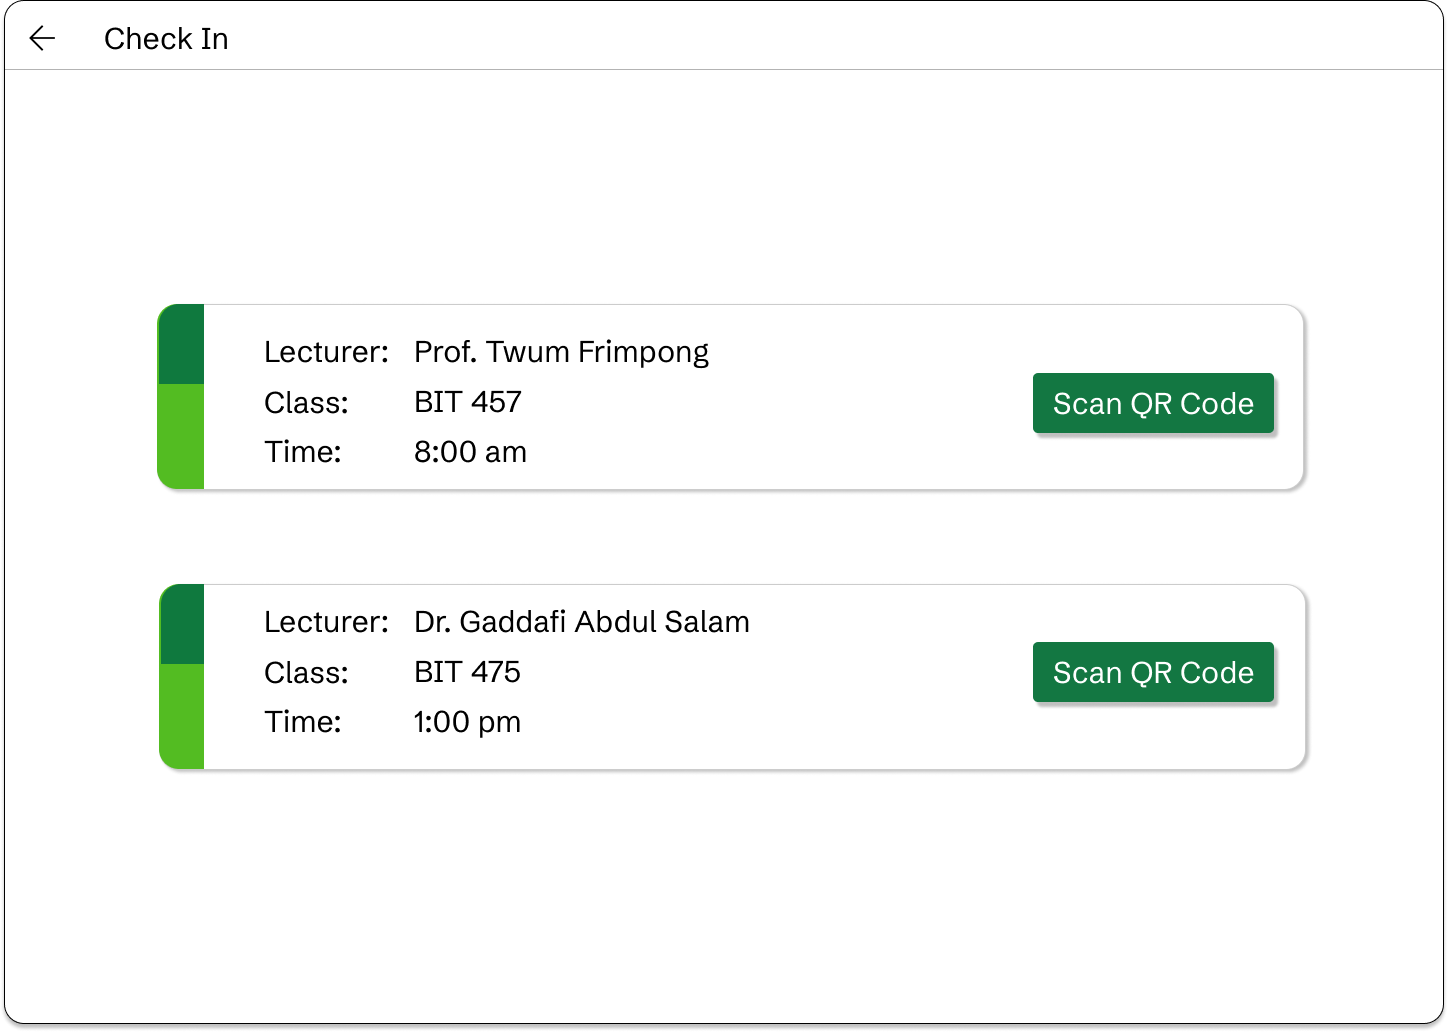 Check In
Lecturer: Prof. Twum Frimpong
Class: BIT 457
Time: 8:00 am
Scan QR Code
Lecturer: Dr. Gaddafi Abdul Salam
Class: BIT 475
Time: 1:00 pm
Scan QR Code